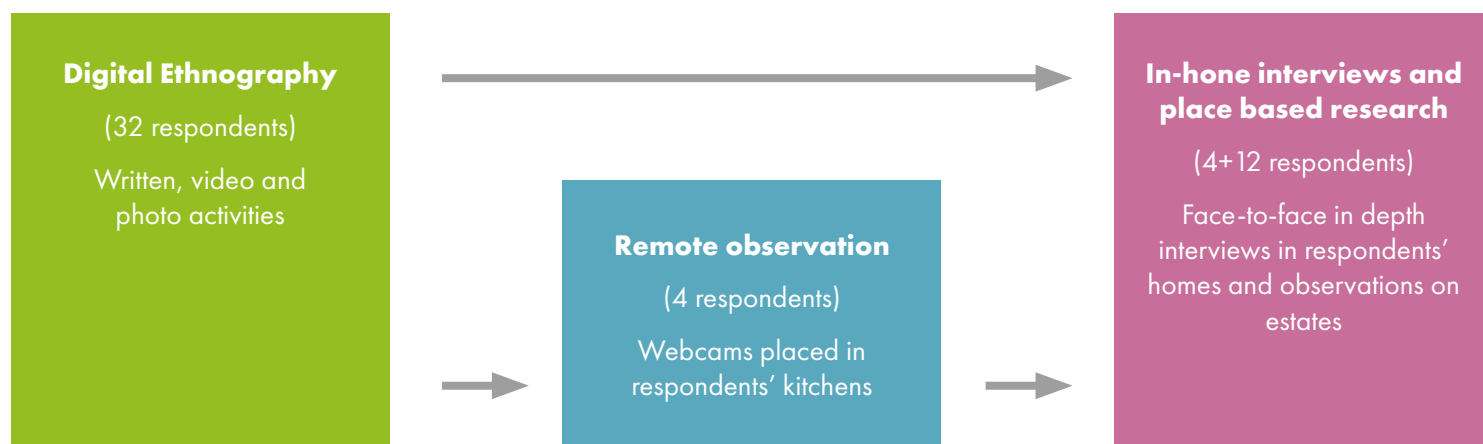 Digital Ethnography
(32 respondents)
Written, video and
photo activities
Remote observation
(4 respondents)
Webcams placed in
respondents’ kitchens
In-hone interviews and
place based research
(4+12 respondents)
Face-to-face in depth
interviews in respondents’
homes and observations on
estates